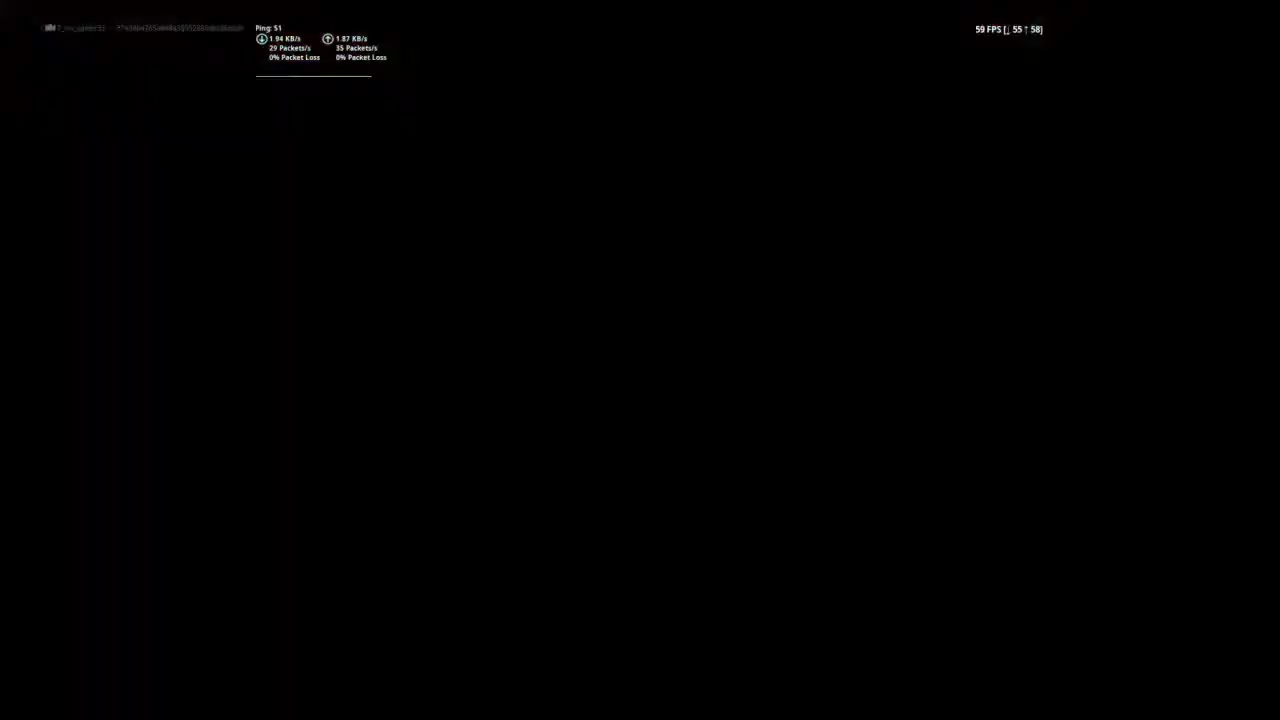 Ping: 51
1.94 KB/s 1.87 KB/s
29 Packets/s 35 Packets/s
0% Packet Loss 0% Packet Loss
59 FPS [↓ 55 ↑ 58]